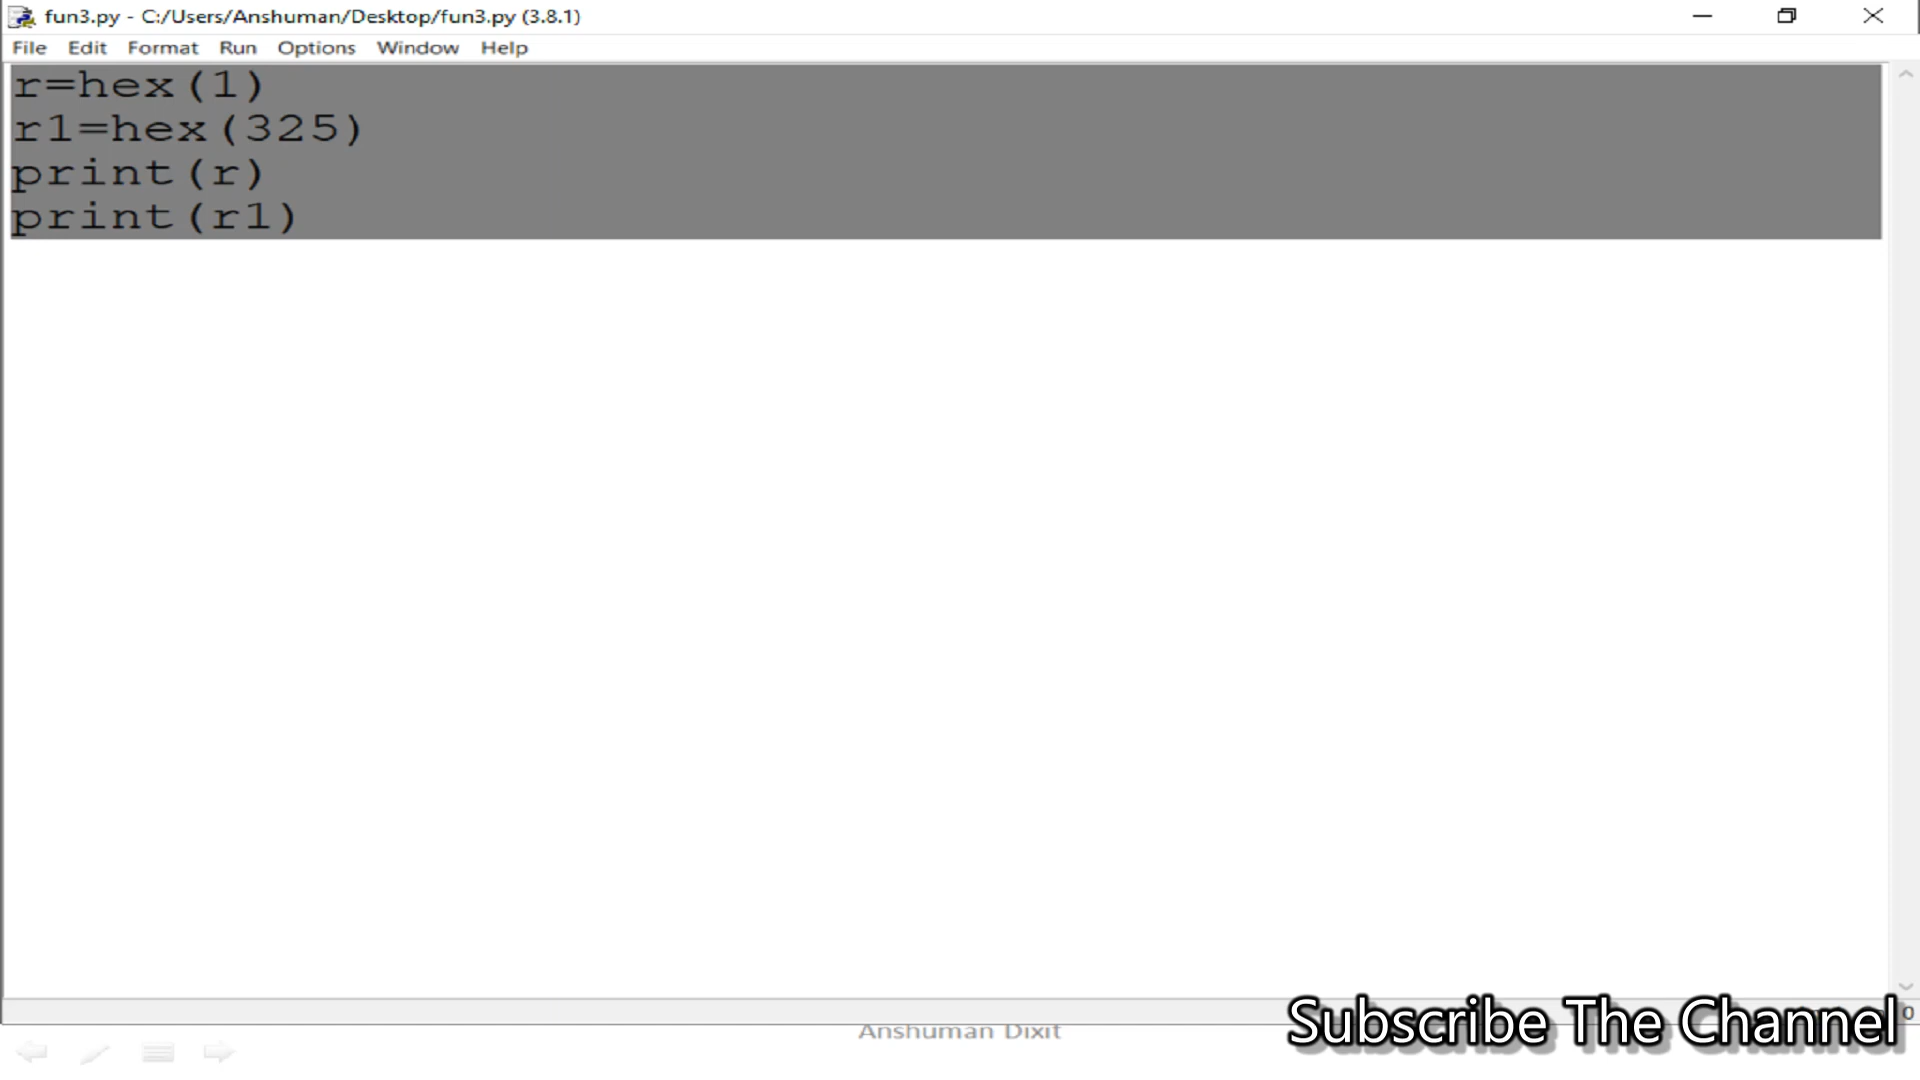 fun3.py - C:/Users/Anshuman/Desktop/fun3.py (3.8.1)
File Edit Format Run Options Window Help
r=hex(1)
r1=hex(325)
print(r)
print(r1)
Subscribe The Channel
0
Anshuman Dixit